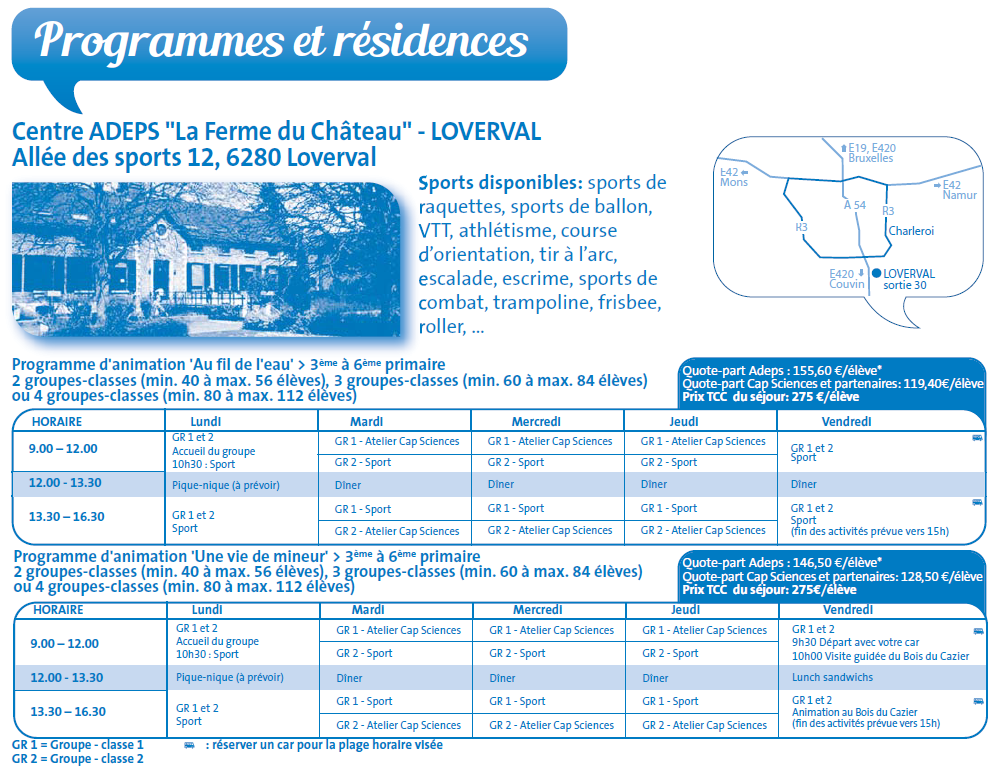 Programmes et résidences
Centre ADEPS "La Ferme du Château" - LOVERVAL
Allée des sports 12, 6280 Loverval
Sports disponibles: sports de
raquettes, sports de ballon,
VTT, athlétisme, course
d'orientation, tir à l'arc,
escalade, escrime, sports de
combat, trampoline, frisbee,
roller, ...
E19, E420
Bruxelles
E42
Mons
E42
Namur
A 54
R3
R3
Charleroi
E420
Couvin
LOVERVAL
sortie 30
Programme d'animation 'Au fil de l'eau' > 3ème à 6ème primaire
2 groupes-classes (min. 40 à max. 56 élèves), 3 groupes-classes (min. 60 à max. 84 élèves)
ou 4 groupes-classes (min. 80 à max. 112 élèves)
Quote-part Adeps : 155,60 €/élève*
Quote-part Cap Sciences et partenaires: 119,40€/élève
Prix TCC du séjour: 275 €/élève
HORAIRE LundI MardI MercredI JeudI VendredI
9.00 – 12.00
GR 1 et 2
Accueil du groupe
10h30 : Sport
GR 1 - Atelier Cap Sciences GR 1 - Atelier Cap Sciences GR 1 - Atelier Cap Sciences
GR 2 - Sport GR 2 - Sport GR 2 - Sport
GR 1 et 2
Sport
12.00 - 13.30 Pique-nique (à prévoir) Dîner Dîner Dîner Dîner
13.30 – 16.30
GR 1 et 2
Sport
GR 1 - Sport GR 1 - Sport GR 1 - Sport
GR 2 - Atelier Cap Sciences GR 2 - Atelier Cap Sciences GR 2 - Atelier Cap Sciences
GR 1 et 2
Sport
(fin des activités prévue vers 15h)
Programme d'animation 'Une vie de mineur' > 3ème à 6ème primaire
2 groupes-classes (min. 40 à max. 56 élèves), 3 groupes-classes (min. 60 à max. 84 élèves)
ou 4 groupes-classes (min. 80 à max. 112 élèves)
Quote-part Adeps : 146,50 €/élève*
Quote-part Cap Sciences et partenaires: 128,50 €/élève
Prix TCC du séjour: 275€/élève
HORAIRE LundI MardI MercredI JeudI VendredI
9.00 – 12.00
GR 1 et 2
Accueil du groupe
10h30 : Sport
GR 1 - Atelier Cap Sciences GR 1 - Atelier Cap Sciences GR 1 - Atelier Cap Sciences
GR 2 - Sport GR 2 - Sport GR 2 - Sport
GR 1 et 2
9h30 Départ avec votre car
10h00 Visite guidée du Bois du Cazier
12.00 - 13.30 Pique-nique (à prévoir) Dîner Dîner Dîner Lunch sandwichs
13.30 – 16.30
GR 1 et 2
Sport
GR 1 - Sport GR 1 - Sport GR 1 - Sport
GR 2 - Atelier Cap Sciences GR 2 - Atelier Cap Sciences GR 2 - Atelier Cap Sciences
GR 1 et 2
Animation au Bois du Cazier
(fin des activités prévue vers 15h)
GR 1 = Groupe - classe 1 : réserver un car pour la plage horaire visée
GR 2 = Groupe - classe 2